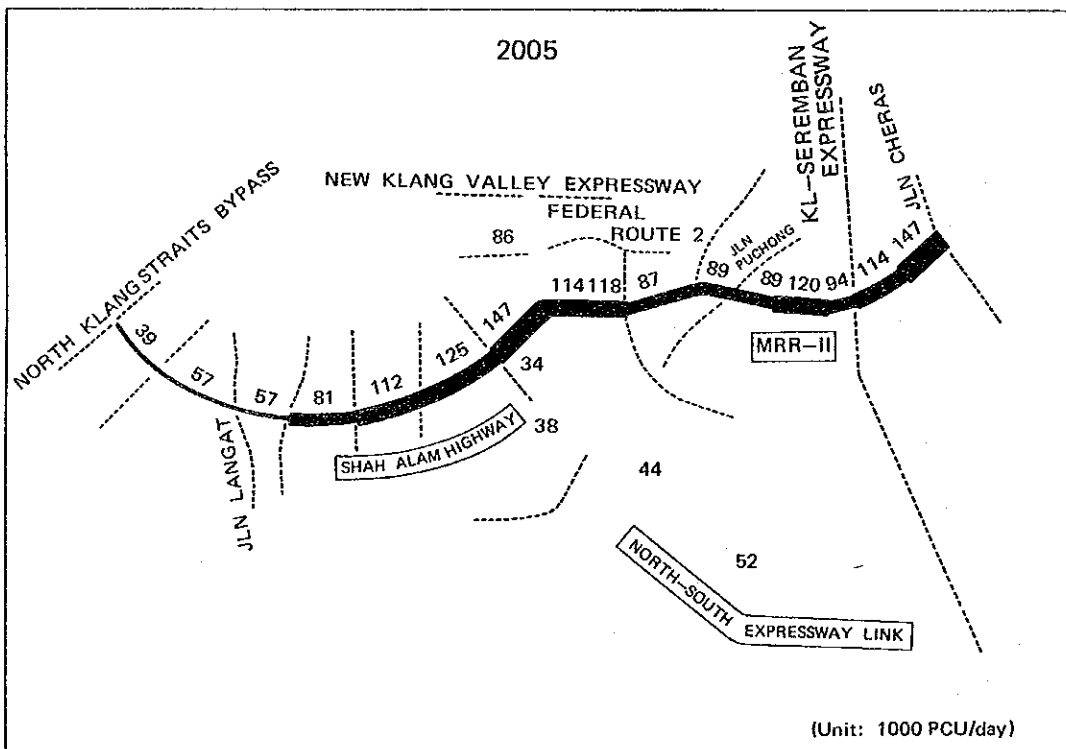 2005
NORTH KLANG STRAITS BYPASS
NEW KLANG VALLEY EXPRESSWAY
FEDERAL
ROUTE 2
KL-SEREMBAN
EXPRESSWAY
JLN CHERAS
JLN
PUCHONG
86
39
57
57
81
112
125
147
114
118
87
89
89
120
94
114
147
34
38
44
52
MRR-II
JLN LANGAT
SHAH ALAM HIGHWAY
NORTH-SOUTH
EXPRESSWAY LINK
(Unit: 1000 PCU/day)